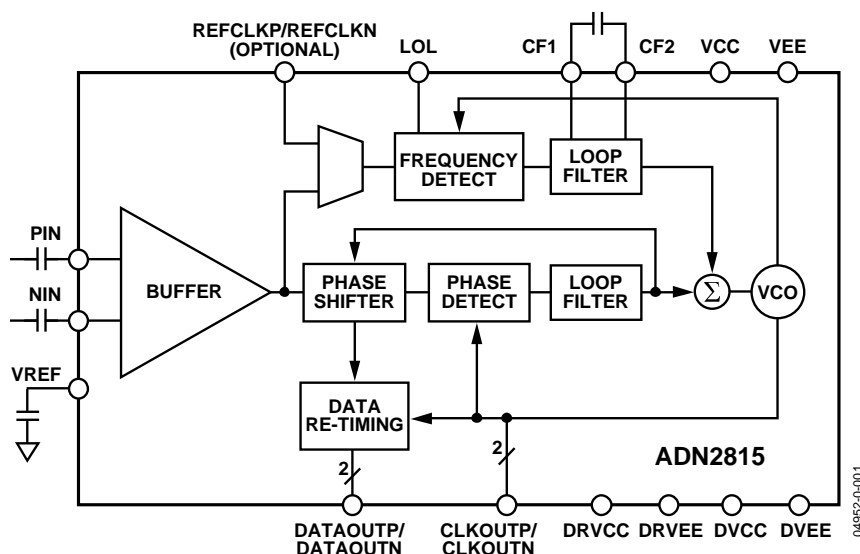 REFCLKP/REFCLKN
(OPTIONAL)
LOL
CF1
CF2
VCC
VEE
FREQUENCY
DETECT
LOOP
FILTER
PIN
NIN
VREF
BUFFER
PHASE
SHIFTER
PHASE
DETECT
LOOP
FILTER
Σ
VCO
DATA
RE-TIMING
2
2
ADN2815
DATAOUTP/
DATAOUTN
CLKOUTP/
CLKOUTN
DRVCC
DRVEE
DVCC
DVEE
04952-0-001